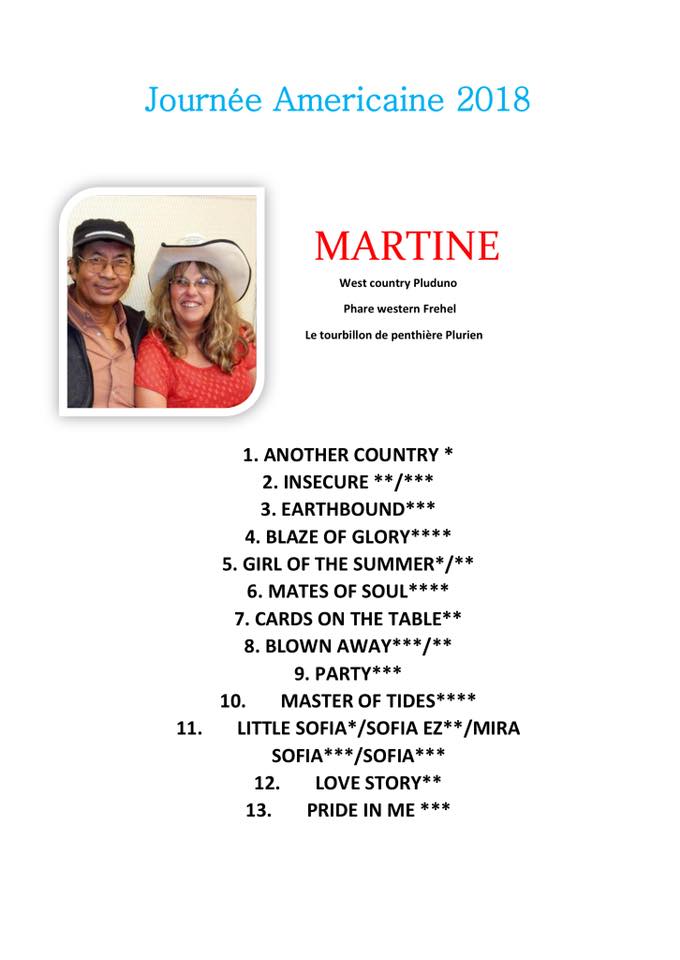 Journée Americaine 2018
MARTINE
West country Pluduno
Phare western Frehel
Le tourbillon de penthière Plurien
1. ANOTHER COUNTRY *
2. INSECURE **/***
3. EARTHBOUND***
4. BLAZE OF GLORY****
5. GIRL OF THE SUMMER*/**
6. MATES OF SOUL****
7. CARDS ON THE TABLE**
8. BLOWN AWAY***/**
9. PARTY***
10. MASTER OF TIDES****
11. LITTLE SOFIA*/SOFIA EZ**/MIRA
SOFIA***/SOFIA***
12. LOVE STORY**
13. PRIDE IN ME ***